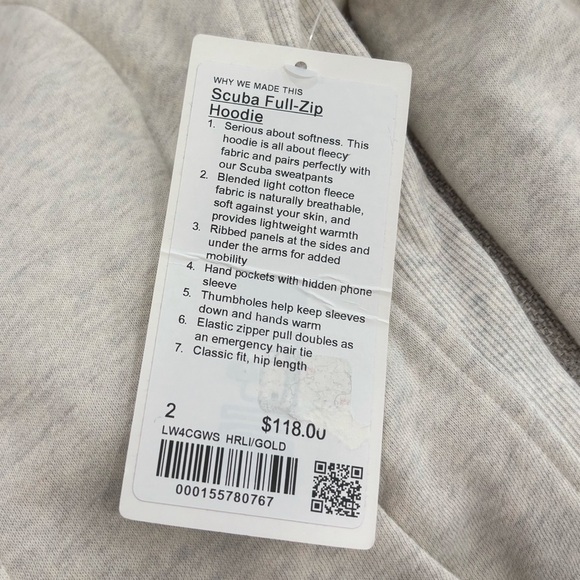 WHY WE MADE THIS
Scuba Full-Zip
Hoodie
1. Serious about softness. This
hoodie is all about fleecy
fabric and pairs perfectly with
our Scuba sweatpants
2. Blended light cotton fleece
fabric is naturally breathable,
soft against your skin, and
provides lightweight warmth
3. Ribbed panels at the sides and
under the arms for added
mobility
4. Hand pockets with hidden phone
sleeve
5. Thumbholes help keep sleeves
down and hands warm
6. Elastic zipper pull doubles as
an emergency hair tie
7. Classic fit, hip length
2 $118.00
LW4CGWS HRLI/GOLD
000155780767